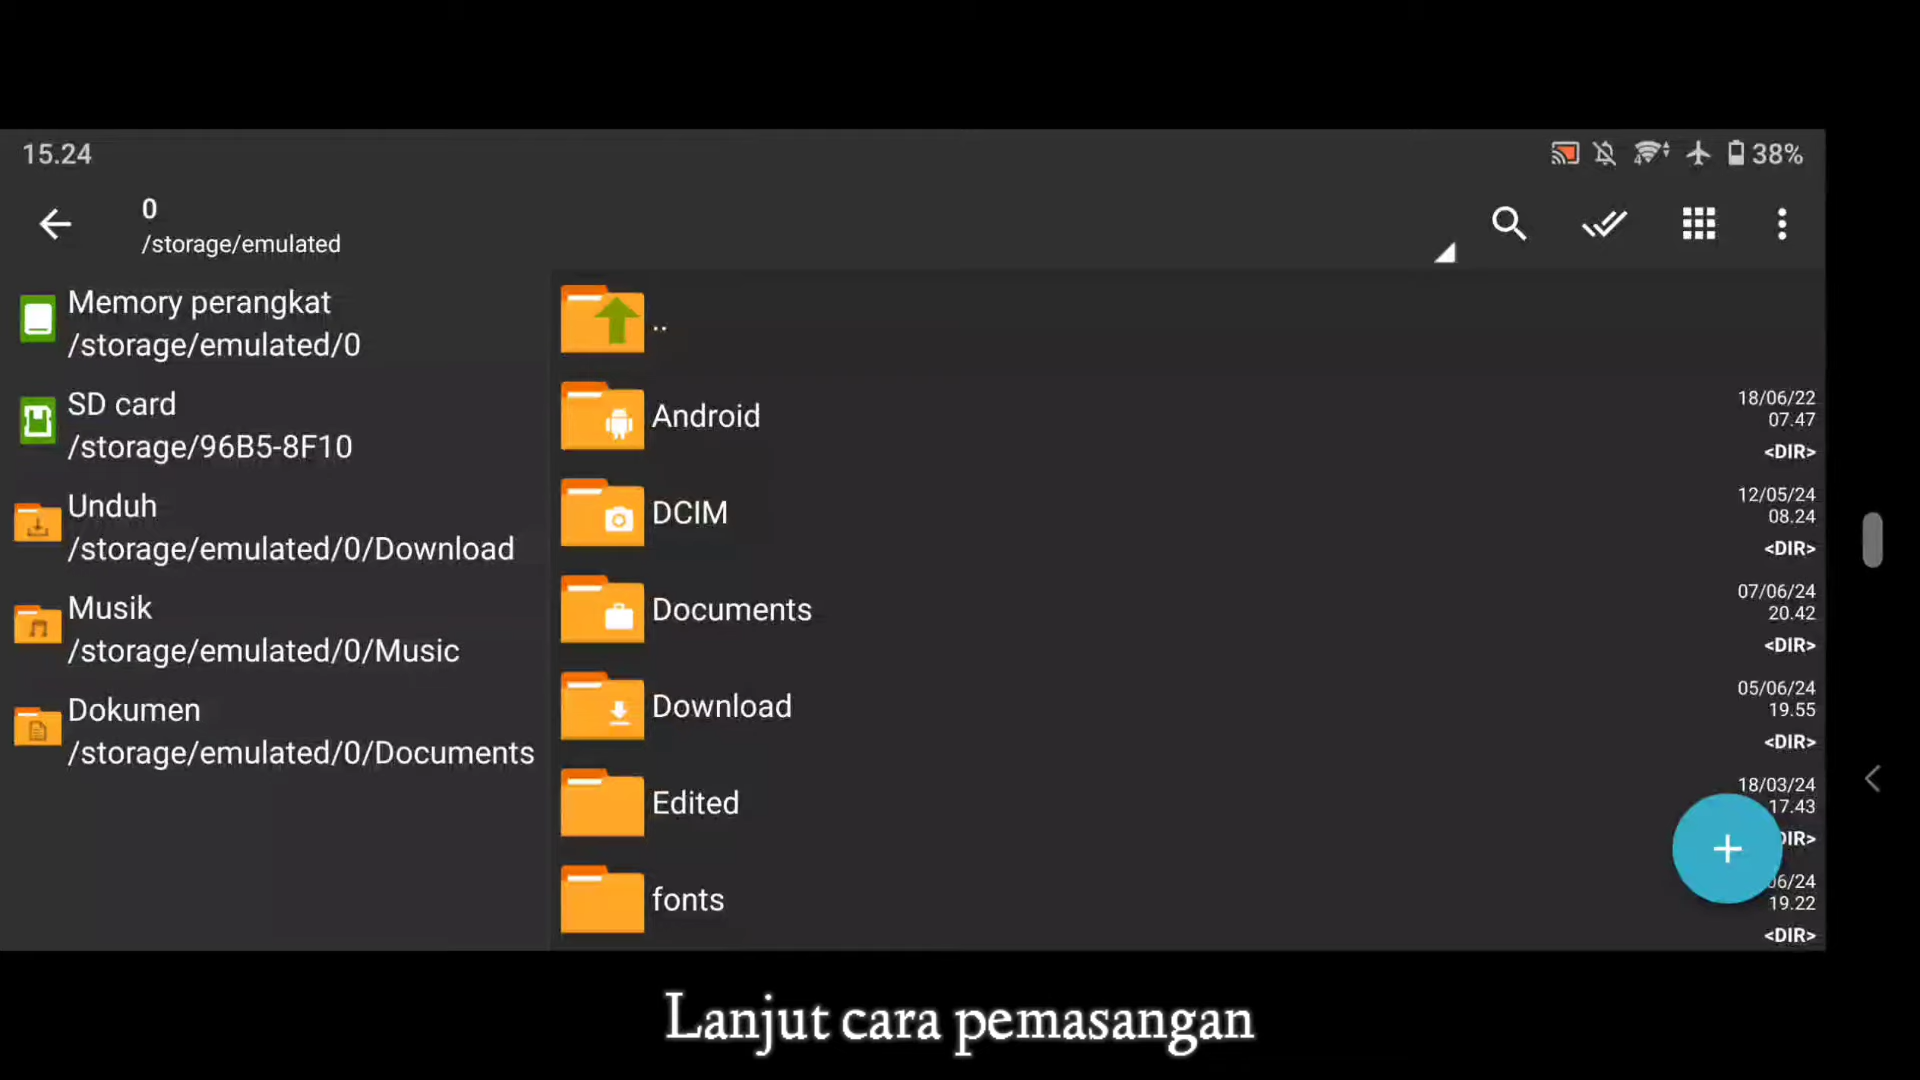 15.24
38%
0
/storage/emulated
Memory perangkat
/storage/emulated/0
SD card
/storage/96B5-8F10
Unduh
/storage/emulated/0/Download
Musik
/storage/emulated/0/Music
Dokumen
/storage/emulated/0/Documents
..
Android
18/06/22
07.47
<DIR>
DCIM
12/05/24
08.24
<DIR>
Documents
07/06/24
20.42
<DIR>
Download
05/06/24
19.55
<DIR>
Edited
18/03/24
17.43
DIR>
fonts
06/24
19.22
<DIR>
Lanjut cara pemasangan